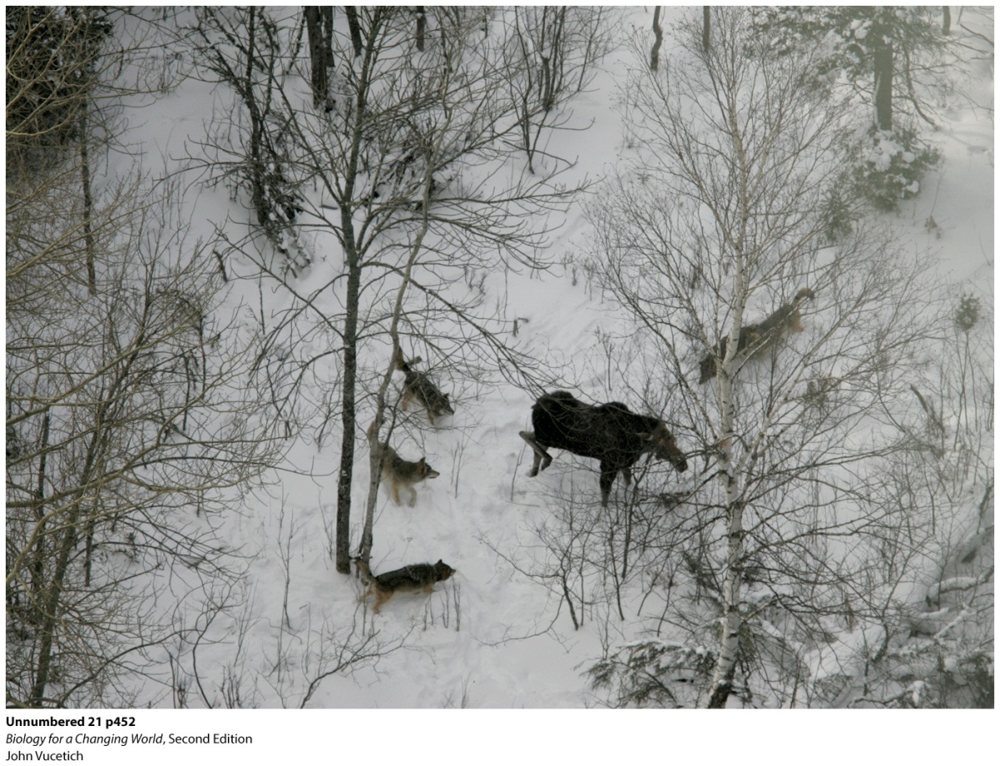 Unnumbered 21 p452
Biology for a Changing World, Second Edition
John Vucetich